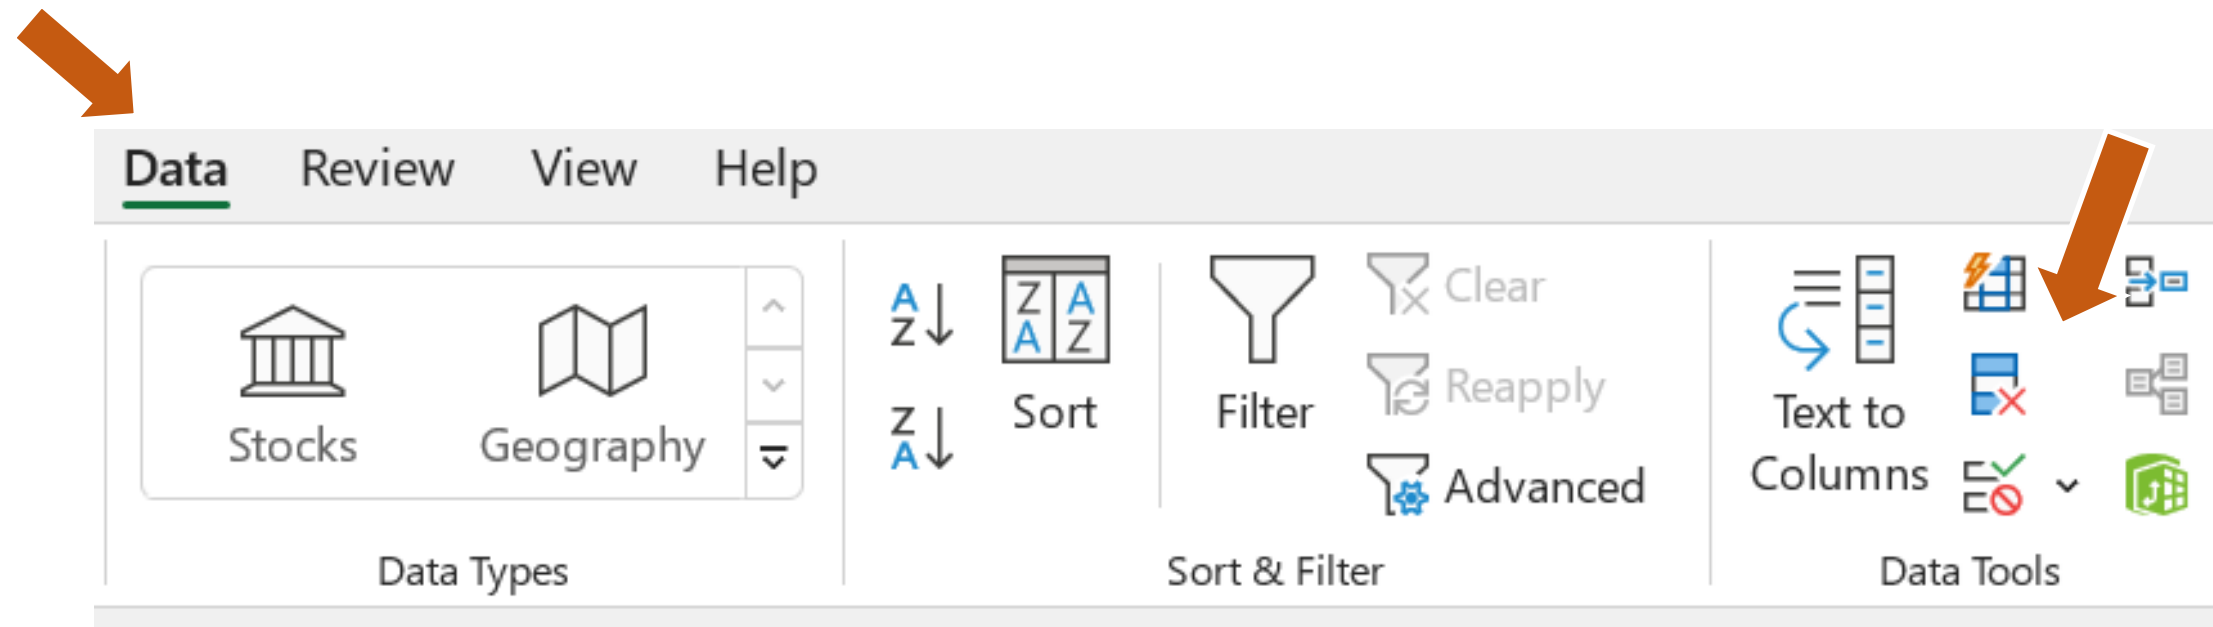 Data Review View Help
Stocks
Geography
Data Types
Sort
Filter
Clear
Reapply
Advanced
Sort & Filter
Text to
Columns
Data Tools